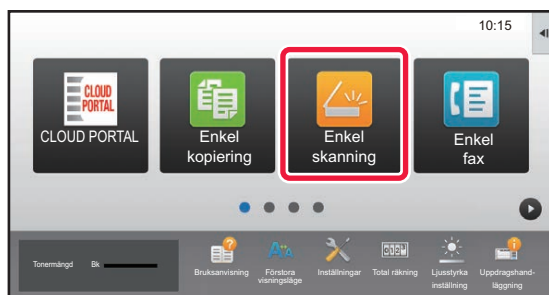 10:15
CLOUD
PORTAL
CLOUD PORTAL
Enkel
kopiering
Enkel
skanning
Enkel
fax
Tonermängd Bk
Bruksanvisning
Förstora
visningsläge
Inställningar
Total räkning
Ljusstyrka
inställning
Uppdragshand-
läggning